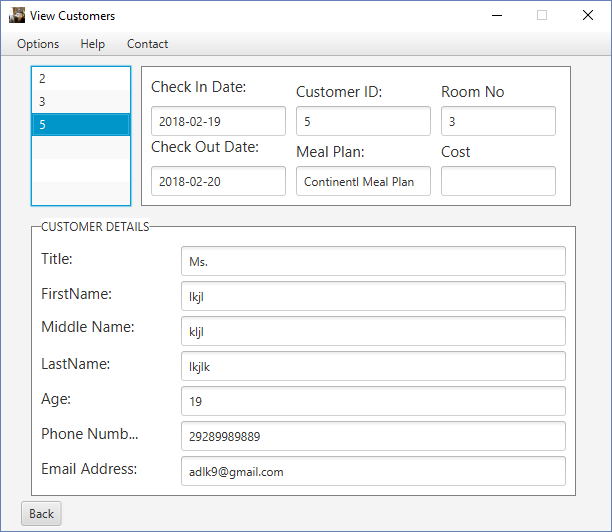 View Customers
Options Help Contact
2
3
5
Check In Date: Customer ID: Room No
2018-02-19 5 3
Check Out Date: Meal Plan: Cost
2018-02-20 Continentl Meal Plan
CUSTOMER DETAILS
Title: Ms.
FirstName: lkjl
Middle Name: kljl
LastName: lkjlk
Age: 19
Phone Numb... 29289989889
Email Address: adlk9@gmail.com
Back